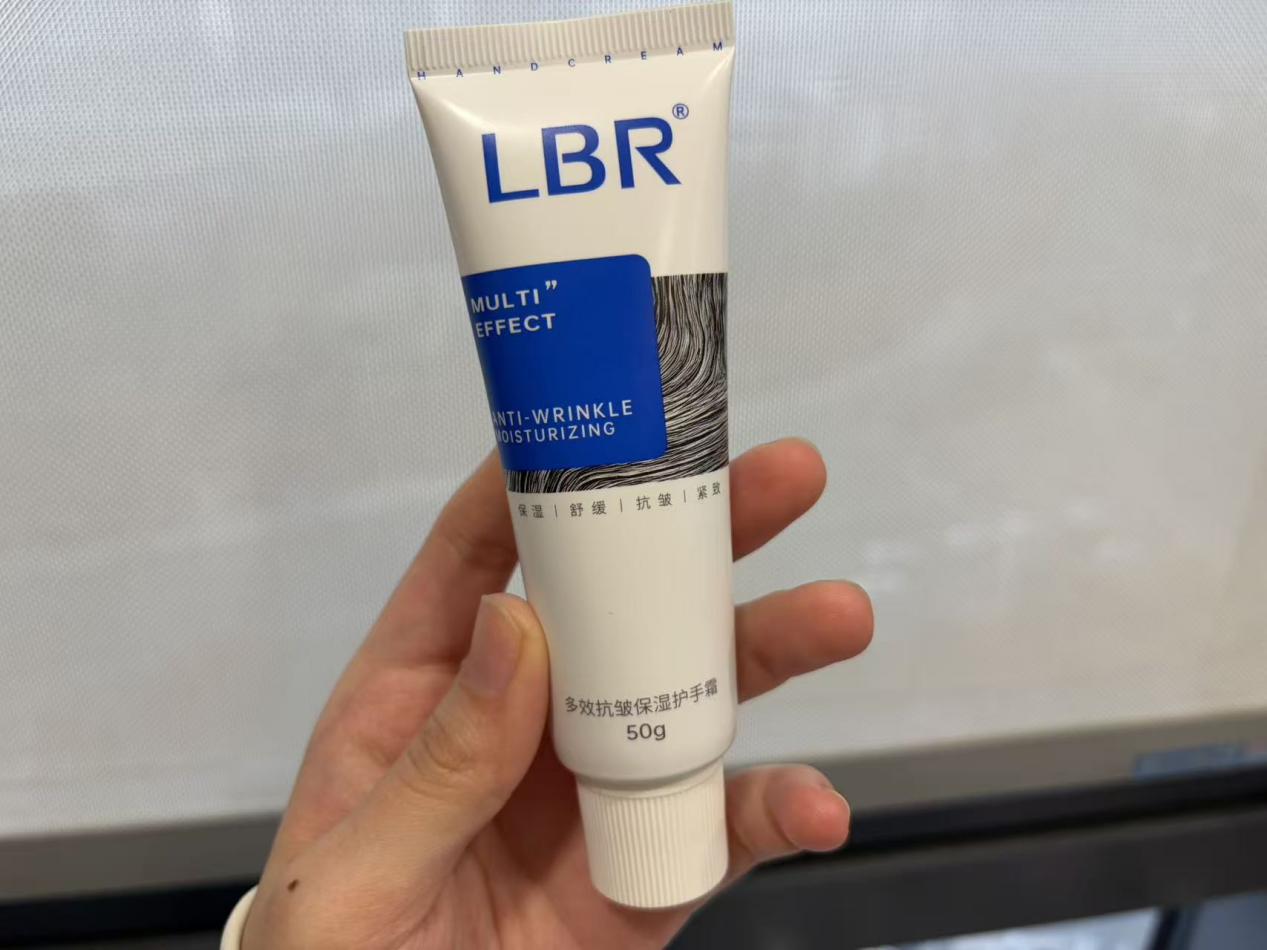 HANDCREAM
LBR®
MULTI”
EFFECT
ANTI-WRINKLE
MOISTURIZING
保湿｜舒缓｜抗皱｜紧致
多效抗皱保湿护手霜
50g